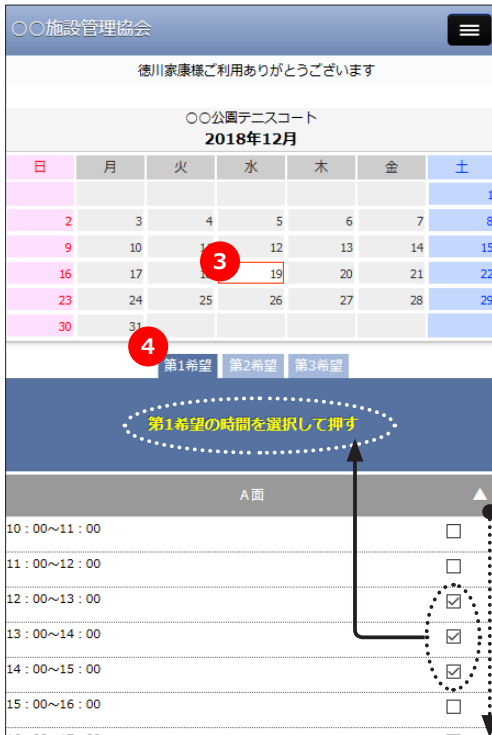 ○○施設管理協会
徳川家康様ご利用ありがとうございます
○○公園テニスコート
2018年12月
日 月 火 水 木 金 土
1
2 3 4 5 6 7 8
9 10 12 13 14 15
3
16 17 19 20 21 22
23 24 25 26 27 28 29
30 31
4
第1希望 第2希望 第3希望
第1希望の時間を選択して押す
A面 ▲
10：00～11：00
11：00～12：00
12：00～13：00
13：00～14：00
14：00～15：00
15：00～16：00